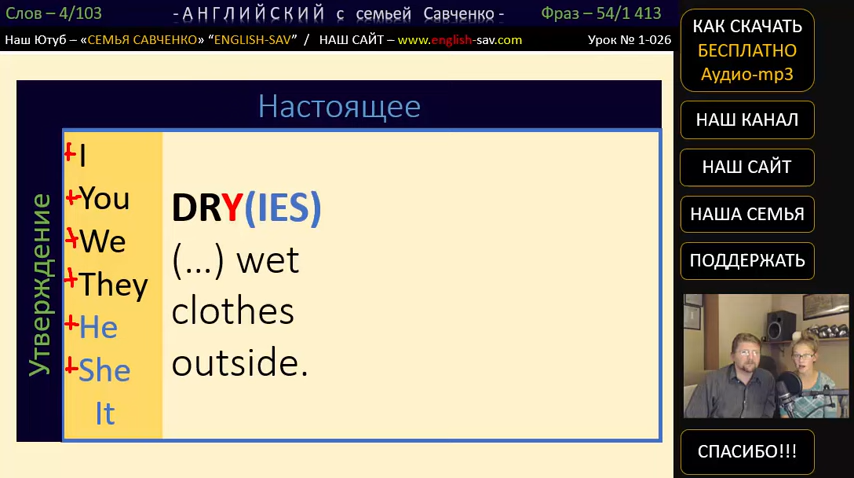 Слов – 4/103
- АНГЛИЙСКИЙ с семьей Савченко -
Фраз – 54/1 413
Наш Ютуб – «СЕМЬЯ САВЧЕНКО» “ENGLISH-SAV” / НАШ САЙТ – www.english-sav.com
Урок № 1-026
Настоящее
Утверждение
+I
+You
+We
+They
+He
+She
It
DRY(IES)
(...) wet
clothes
outside.
КАК СКАЧАТЬ
БЕСПЛАТНО
Аудио-mp3
НАШ КАНАЛ
НАШ САЙТ
НАША СЕМЬЯ
ПОДДЕРЖАТЬ
СПАСИБО!!!